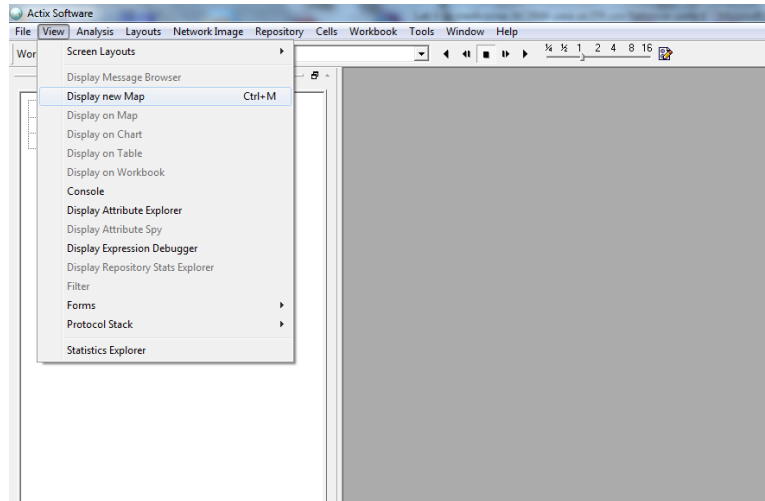 Actix Software
File View Analysis Layouts Network Image Repository Cells Workbook Tools Window Help
Wor
¼ ½ 1 2 4 8 16
Screen Layouts
Display Message Browser
Display new Map Ctrl+M
Display on Map
Display on Chart
Display on Table
Display on Workbook
Console
Display Attribute Explorer
Display Attribute Spy
Display Expression Debugger
Display Repository Stats Explorer
Filter
Forms
Protocol Stack
Statistics Explorer